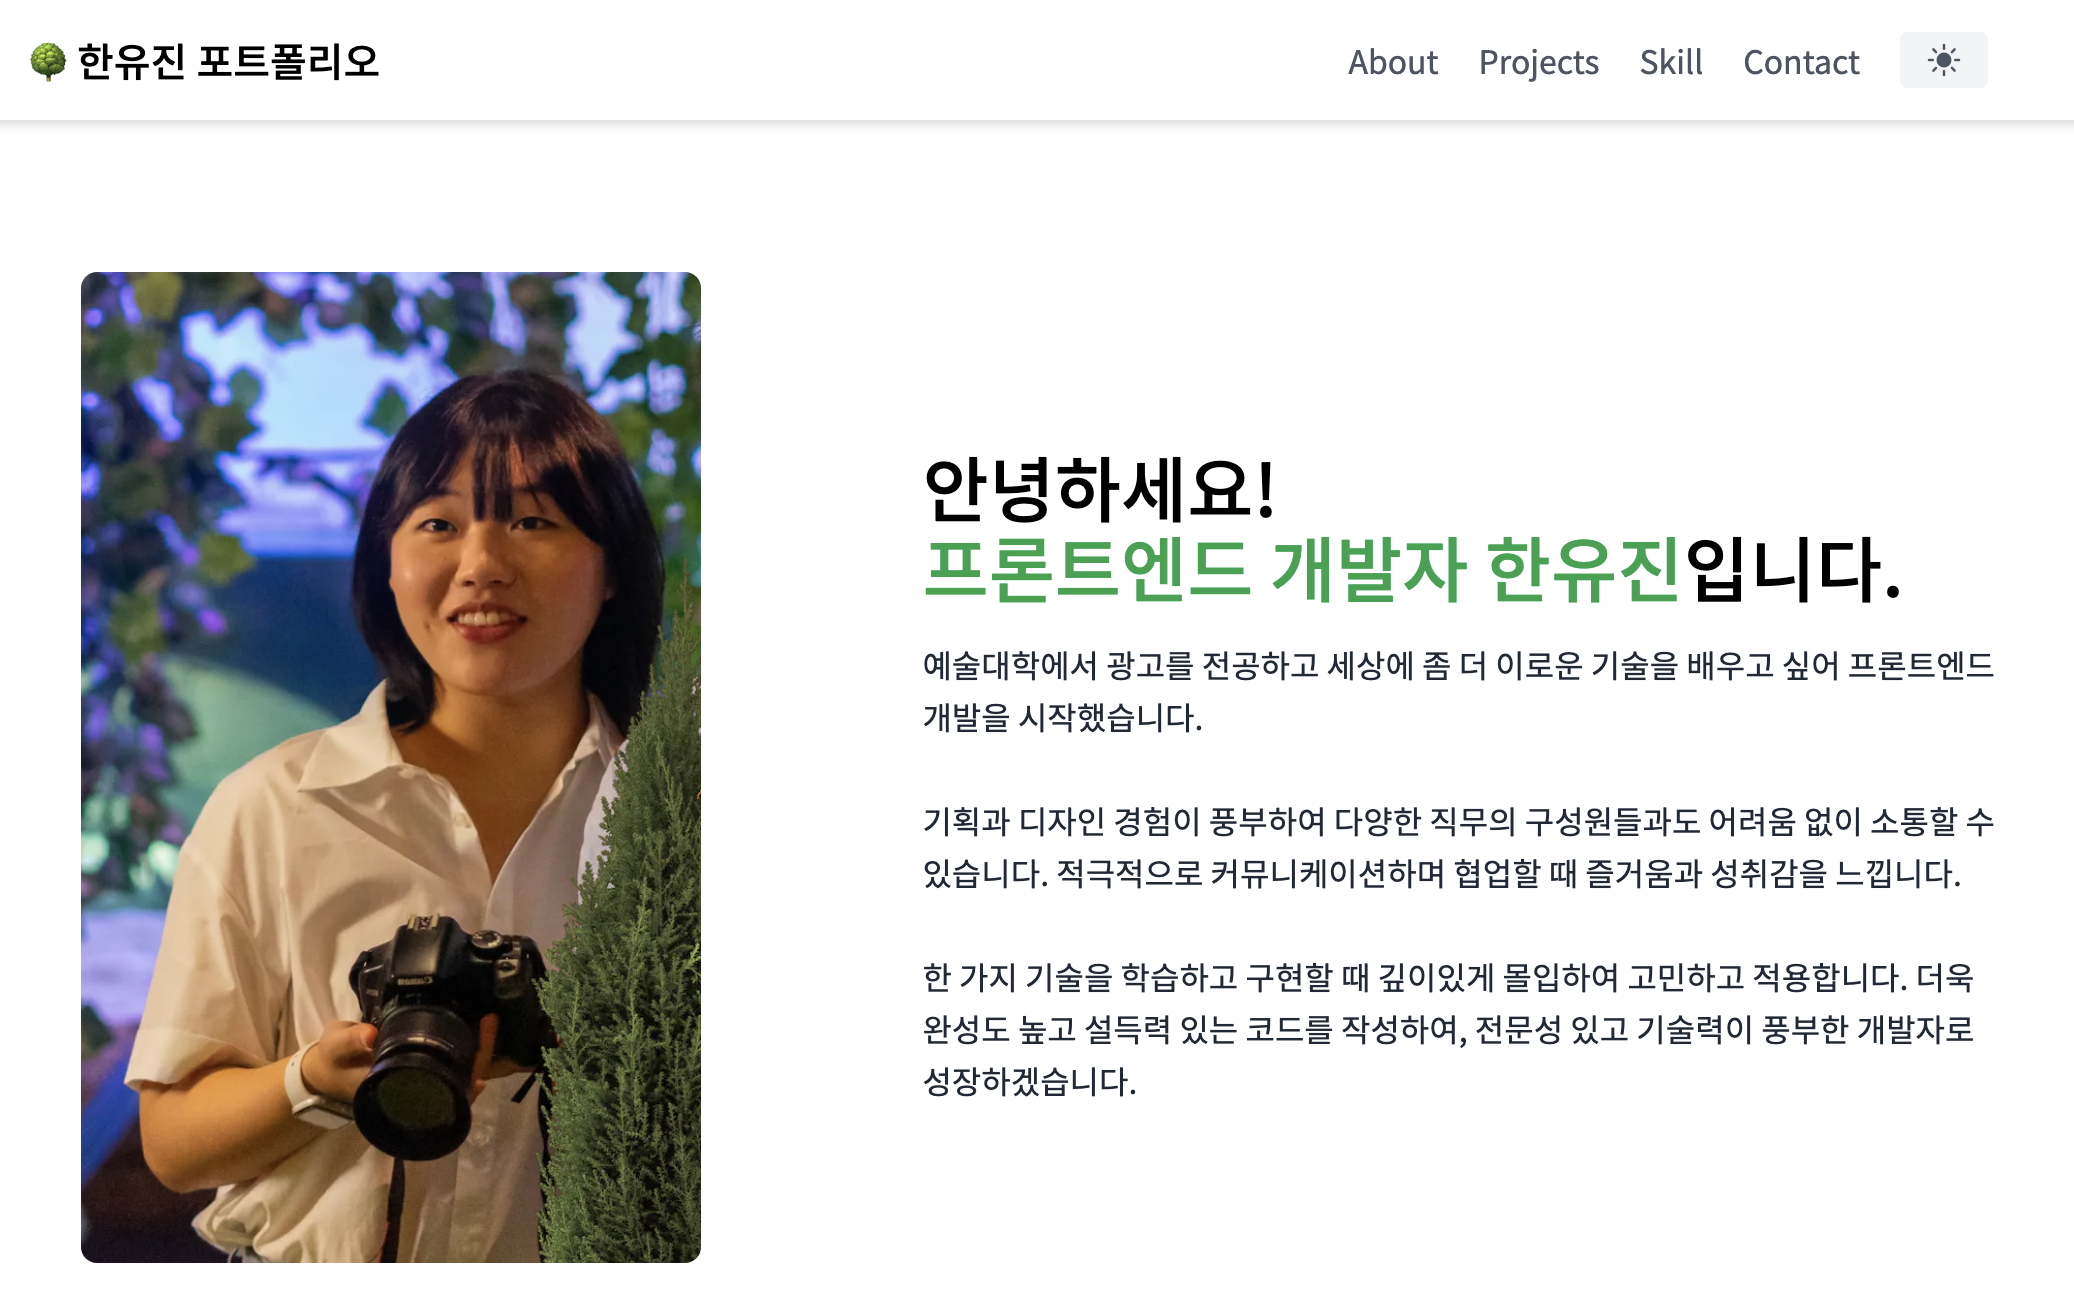 한유진 포트폴리오
About Projects Skill Contact
안녕하세요!
프론트엔드 개발자 한유진입니다.
예술대학에서 광고를 전공하고 세상에 좀 더 이로운 기술을 배우고 싶어 프론트엔드
개발을 시작했습니다.
기획과 디자인 경험이 풍부하여 다양한 직무의 구성원들과도 어려움 없이 소통할 수
있습니다. 적극적으로 커뮤니케이션하며 협업할 때 즐거움과 성취감을 느낍니다.
한 가지 기술을 학습하고 구현할 때 깊이있게 몰입하여 고민하고 적용합니다. 더욱
완성도 높고 설득력 있는 코드를 작성하여, 전문성 있고 기술력이 풍부한 개발자로
성장하겠습니다.